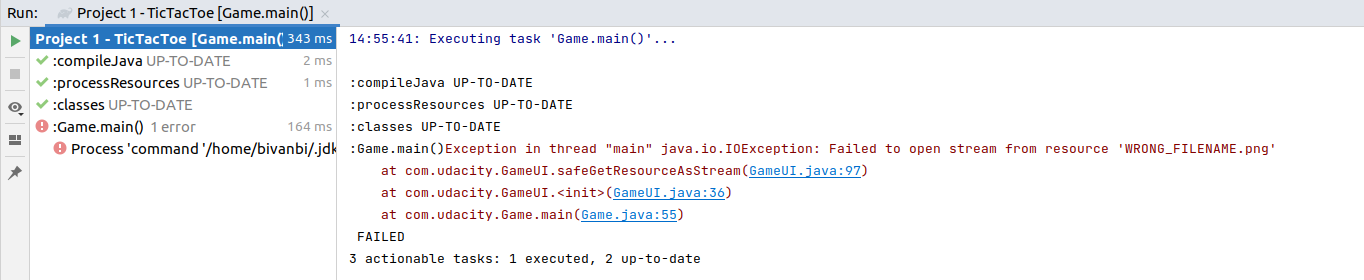 Run: Project 1 - TicTacToe [Game.main()] ×
Project 1 - TicTacToe [Game.main() 343 ms
:compileJava UP-TO-DATE 2 ms
:processResources UP-TO-DATE 1 ms
:classes UP-TO-DATE
:Game.main() 1 error 164 ms
Process 'command '/home/bivanbi/.jdk
14:55:41: Executing task 'Game.main()'...
:compileJava UP-TO-DATE
:processResources UP-TO-DATE
:classes UP-TO-DATE
:Game.main()Exception in thread "main" java.io.IOException: Failed to open stream from resource 'WRONG_FILENAME.png'
at com.udacity.GameUI.safeGetResourceAsStream(GameUI.java:97)
at com.udacity.GameUI.<init>(GameUI.java:36)
at com.udacity.Game.main(Game.java:55)
FAILED
3 actionable tasks: 1 executed, 2 up-to-date